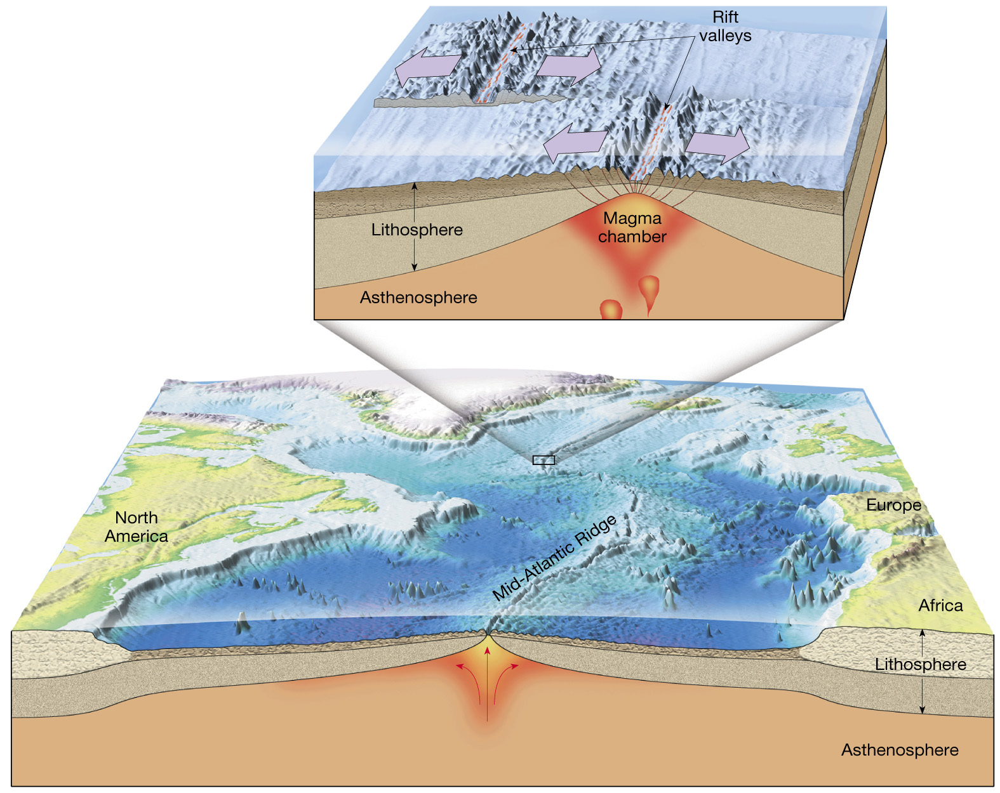 Rift
valleys
Lithosphere
Magma
chamber
Asthenosphere
North
America
Mid-Atlantic Ridge
Europe
Africa
Lithosphere
Asthenosphere